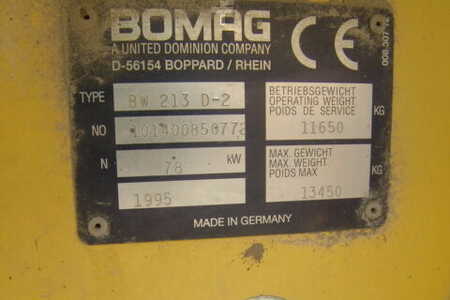 BOMAG
A UNITED DOMINION COMPANY
D-56154 BOPPARD / RHEIN
CE
TYPE BW 213 D-2
NO 101400850772
N 78 kW
1995
BETRIEBSGEWICHT
OPERATING WEIGHT
POIDS DE SERVICE
11650 KG
MAX. GEWICHT
MAX. WEIGHT
POIDS MAX
13450 KG
MADE IN GERMANY